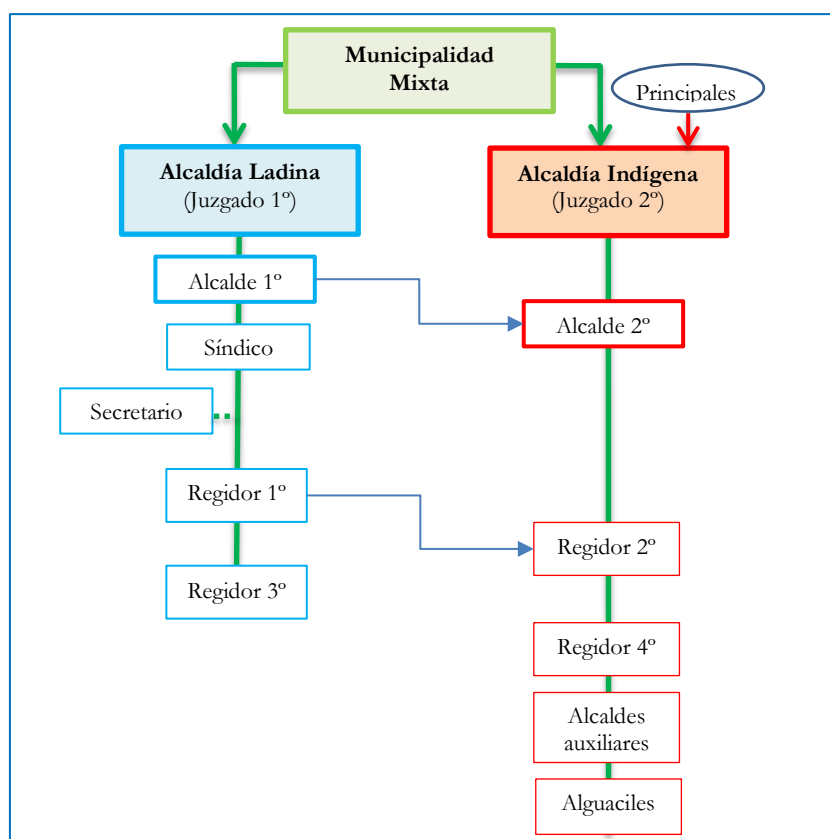 Municipalidad
Mixta
Principales
Alcaldía Ladina
(Juzgado 1º)
Alcaldía Indígena
(Juzgado 2º)
Alcalde 1º
Alcalde 2º
Síndico
Secretario
Regidor 1º
Regidor 2º
Regidor 3º
Regidor 4º
Alcaldes
auxiliares
Alguaciles